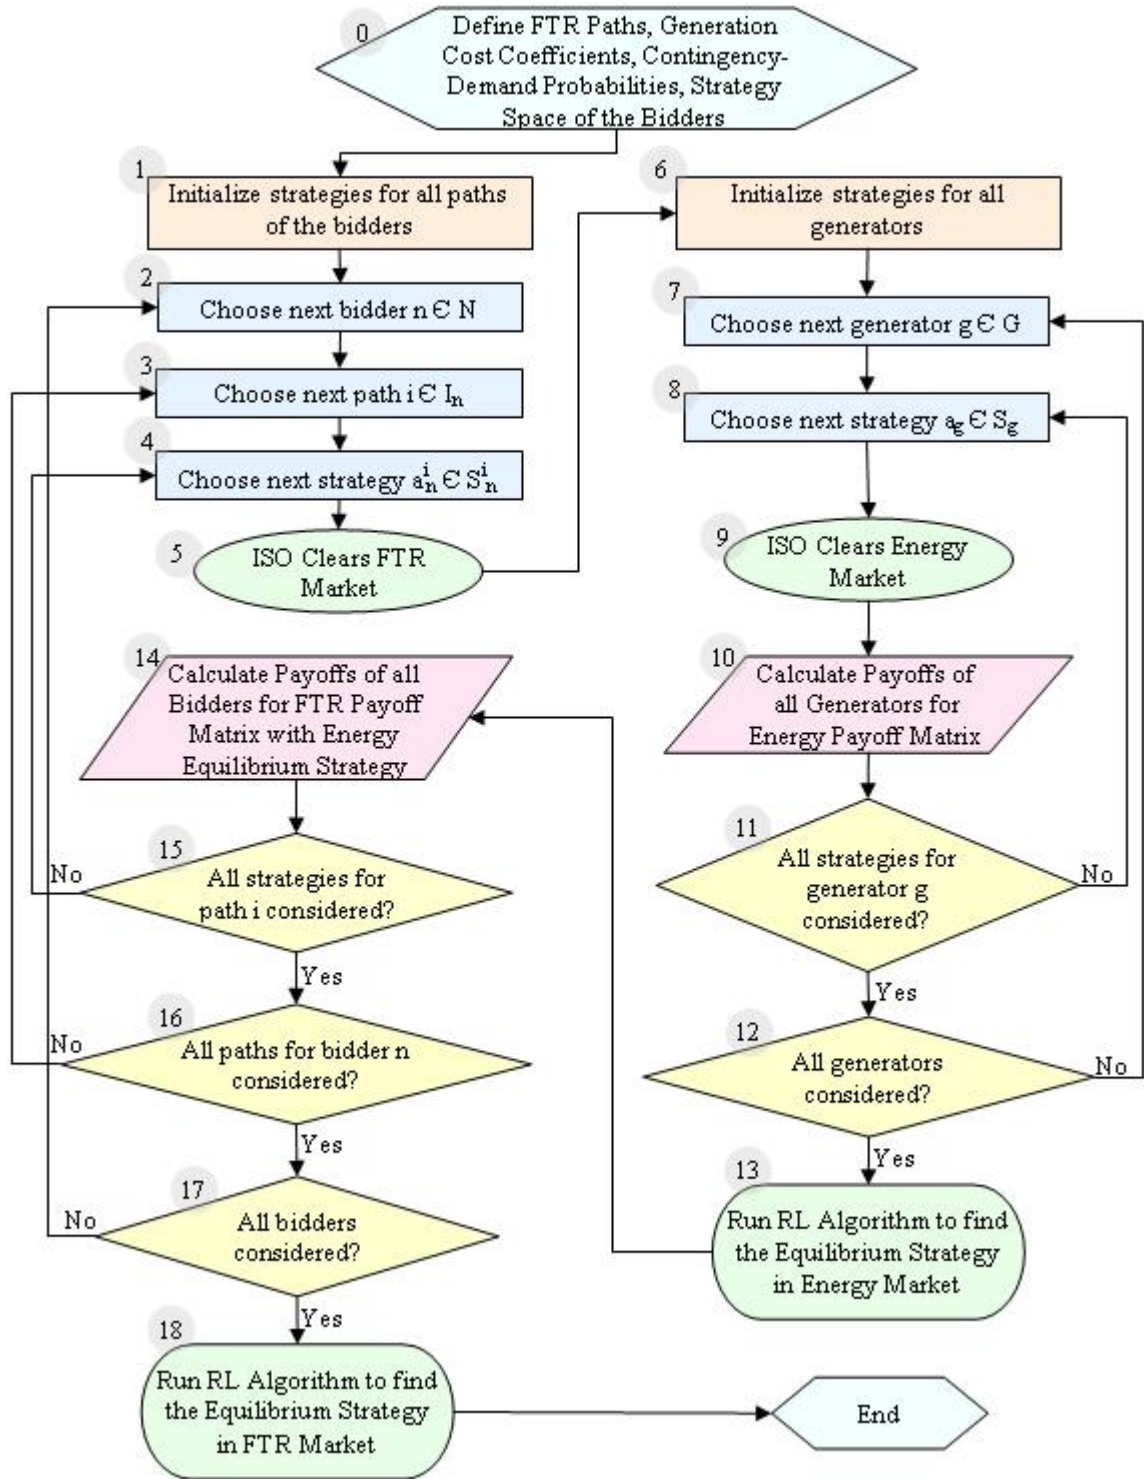 0
Define FTR Paths, Generation
Cost Coefficients, Contingency-
Demand Probabilities, Strategy
Space of the Bidders
1
Initialize strategies for all paths
of the bidders
2
Choose next bidder n Є N
3
Choose next path i Є Iₙ
4
Choose next strategy aₙⁱ Є Sₙⁱ
5
ISO Clears FTR
Market
6
Initialize strategies for all
generators
7
Choose next generator g Є G
8
Choose next strategy a_g Є S_g
9
ISO Clears Energy
Market
10
Calculate Payoffs of
all Generators for
Energy Payoff Matrix
11
All strategies for
generator g
considered?
No
Yes
12
All generators
considered?
No
Yes
13
Run RL Algorithm to find
the Equilibrium Strategy
in Energy Market
14
Calculate Payoffs of all
Bidders for FTR Payoff
Matrix with Energy
Equilibrium Strategy
15
All strategies for
path i considered?
No
Yes
16
All paths for bidder n
considered?
No
Yes
17
All bidders
considered?
No
Yes
18
Run RL Algorithm to find
the Equilibrium Strategy
in FTR Market
End